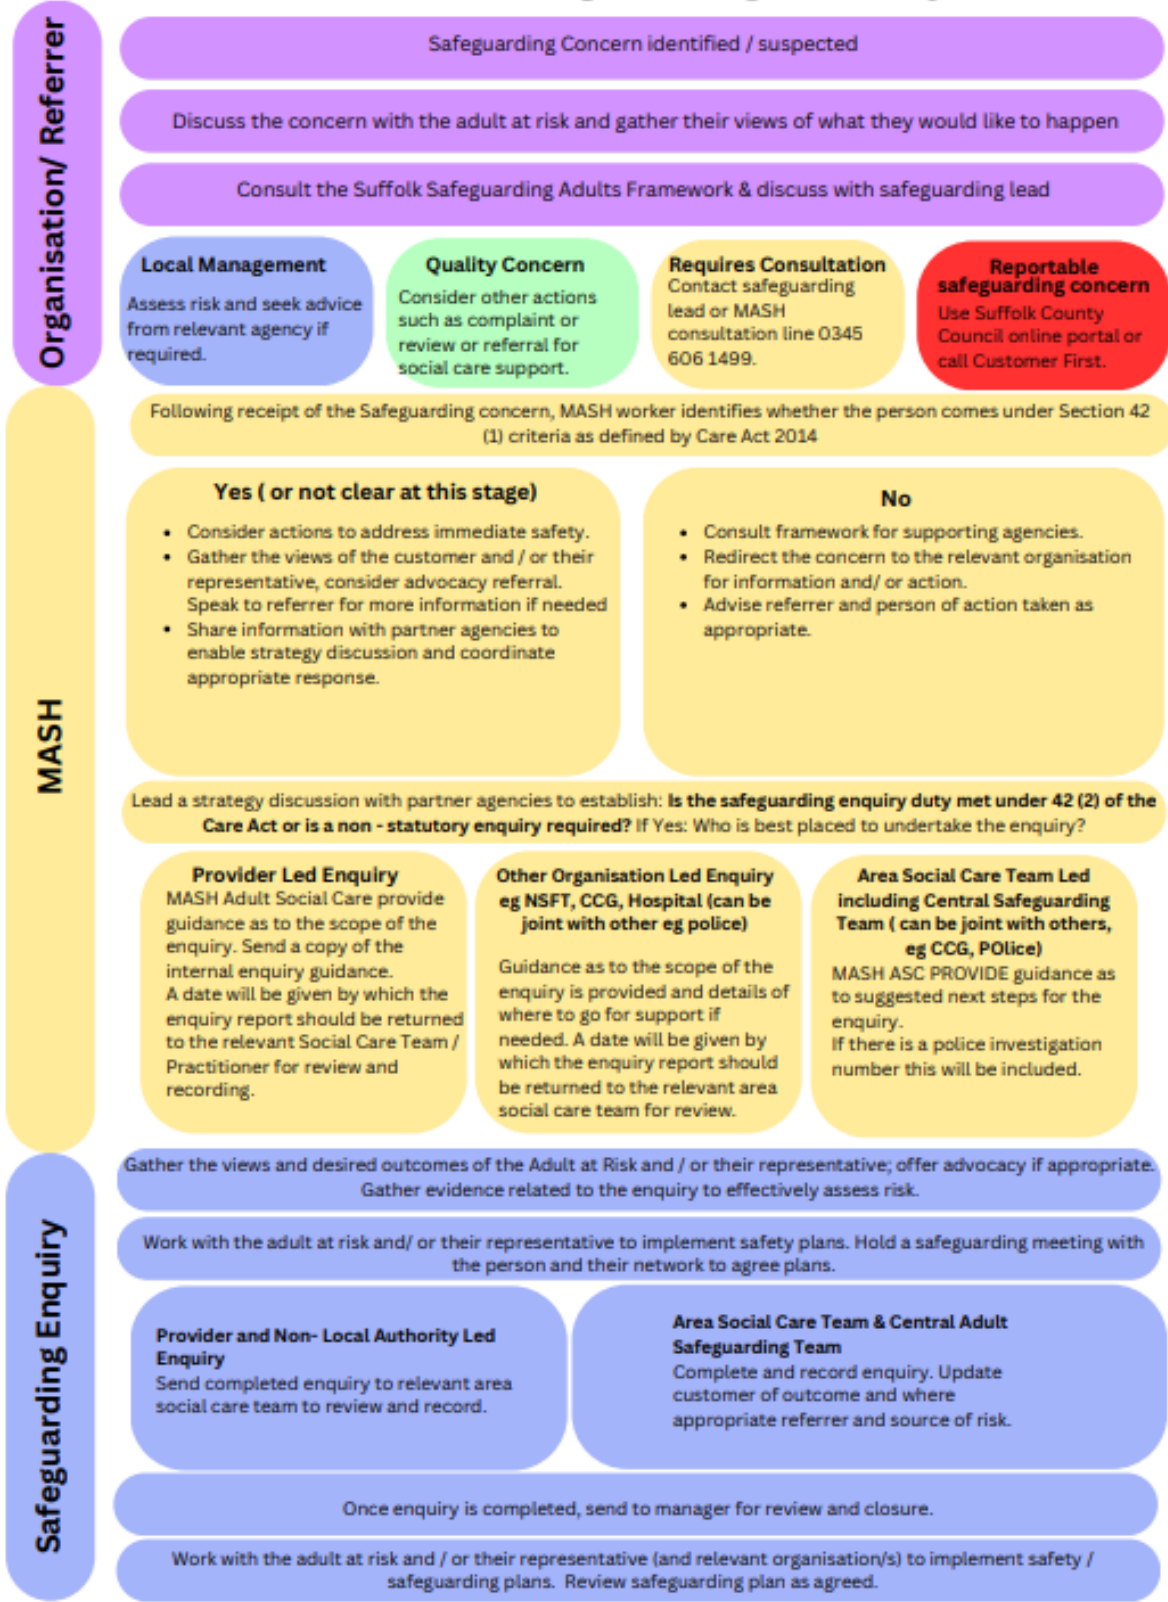 Organisation/ Referrer
Safeguarding Concern identified / suspected
Discuss the concern with the adult at risk and gather their views of what they would like to happen
Consult the Suffolk Safeguarding Adults Framework & discuss with safeguarding lead
Local Management
Assess risk and seek advice
from relevant agency if
required.
Quality Concern
Consider other actions
such as complaint or
review or referral for
social care support.
Requires Consultation
Contact safeguarding
lead or MASH
consultation line 0345
606 1499.
Reportable
safeguarding concern
Use Suffolk County
Council online portal or
call Customer First.
MASH
Following receipt of the Safeguarding concern, MASH worker identifies whether the person comes under Section 42
(1) criteria as defined by Care Act 2014
Yes ( or not clear at this stage)
• Consider actions to address immediate safety.
• Gather the views of the customer and / or their
representative, consider advocacy referral.
Speak to referrer for more information if needed
• Share information with partner agencies to
enable strategy discussion and coordinate
appropriate response.
No
• Consult framework for supporting agencies.
• Redirect the concern to the relevant organisation
for information and/ or action.
• Advise referrer and person of action taken as
appropriate.
Lead a strategy discussion with partner agencies to establish: Is the safeguarding enquiry duty met under 42 (2) of the
Care Act or is a non - statutory enquiry required? If Yes: Who is best placed to undertake the enquiry?
Provider Led Enquiry
MASH Adult Social Care provide
guidance as to the scope of the
enquiry. Send a copy of the
internal enquiry guidance.
A date will be given by which the
enquiry report should be returned
to the relevant Social Care Team /
Practitioner for review and
recording.
Other Organisation Led Enquiry
eg NSFT, CCG, Hospital (can be
joint with other eg police)
Guidance as to the scope of the
enquiry is provided and details of
where to go for support if
needed. A date will be given by
which the enquiry report should
be returned to the relevant area
social care team for review.
Area Social Care Team Led
including Central Safeguarding
Team ( can be joint with others,
eg CCG, POlice)
MASH ASC PROVIDE guidance as
to suggested next steps for the
enquiry.
If there is a police investigation
number this will be included.
Safeguarding Enquiry
Gather the views and desired outcomes of the Adult at Risk and / or their representative; offer advocacy if appropriate.
Gather evidence related to the enquiry to effectively assess risk.
Work with the adult at risk and/ or their representative to implement safety plans. Hold a safeguarding meeting with
the person and their network to agree plans.
Provider and Non- Local Authority Led
Enquiry
Send completed enquiry to relevant area
social care team to review and record.
Area Social Care Team & Central Adult
Safeguarding Team
Complete and record enquiry. Update
customer of outcome and where
appropriate referrer and source of risk.
Once enquiry is completed, send to manager for review and closure.
Work with the adult at risk and / or their representative (and relevant organisation/s) to implement safety /
safeguarding plans. Review safeguarding plan as agreed.